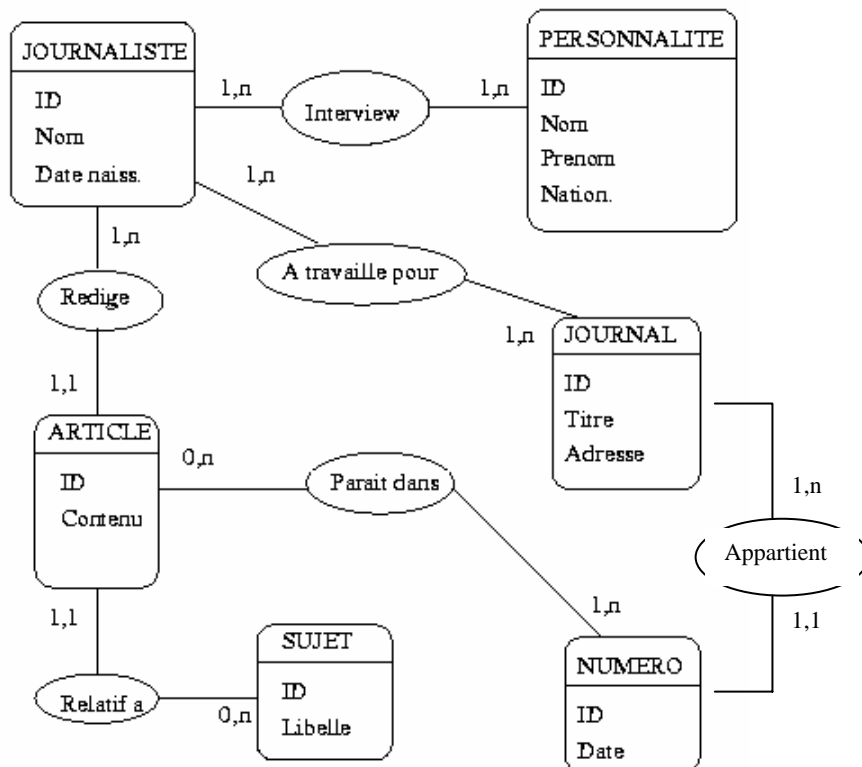 JOURNALISTE
ID
Nom
Date naiss.
1,n
Interview
1,n
PERSONNALITE
ID
Nom
Prenom
Nation.
1,n
A travaille pour
1,n
1,n
Redige
1,1
JOURNAL
ID
Titre
Adresse
ARTICLE
ID
Contenu
0,n
Parait dans
1,n
1,n
Appartient
1,1
1,1
Relatif a
0,n
SUJET
ID
Libelle
NUMERO
ID
Date